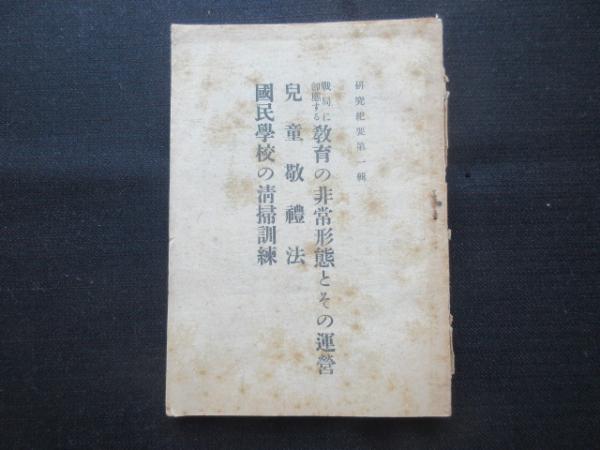 研究紀要第一輯
戰局に卽應する教育の非常形態とその運營
兒童敬禮法
國民學校の淸掃訓練